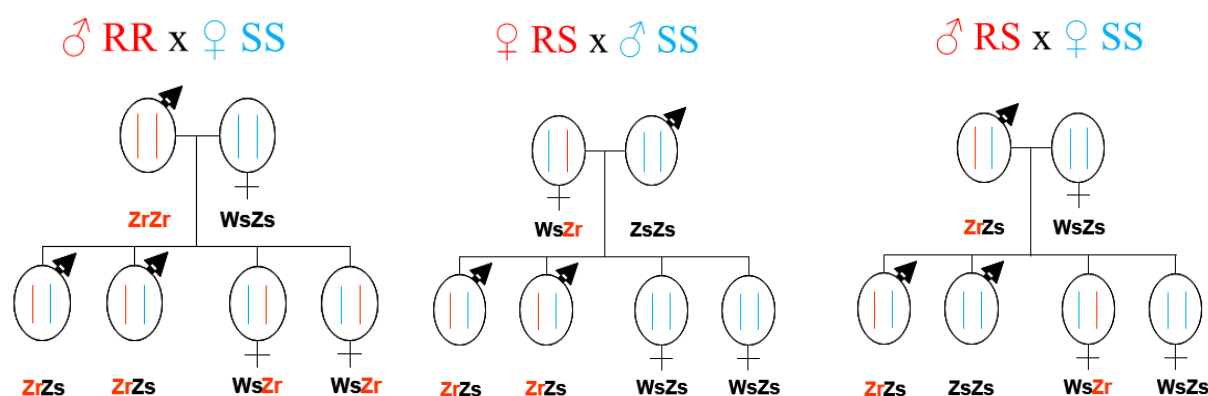 ♂ RR x ♀ SS
ZrZr WsZs
ZrZs ZrZs WsZr WsZr
♀ RS x ♂ SS
WsZr ZsZs
ZrZs ZrZs WsZs WsZs
♂ RS x ♀ SS
ZrZs WsZs
ZrZs ZsZs WsZr WsZs